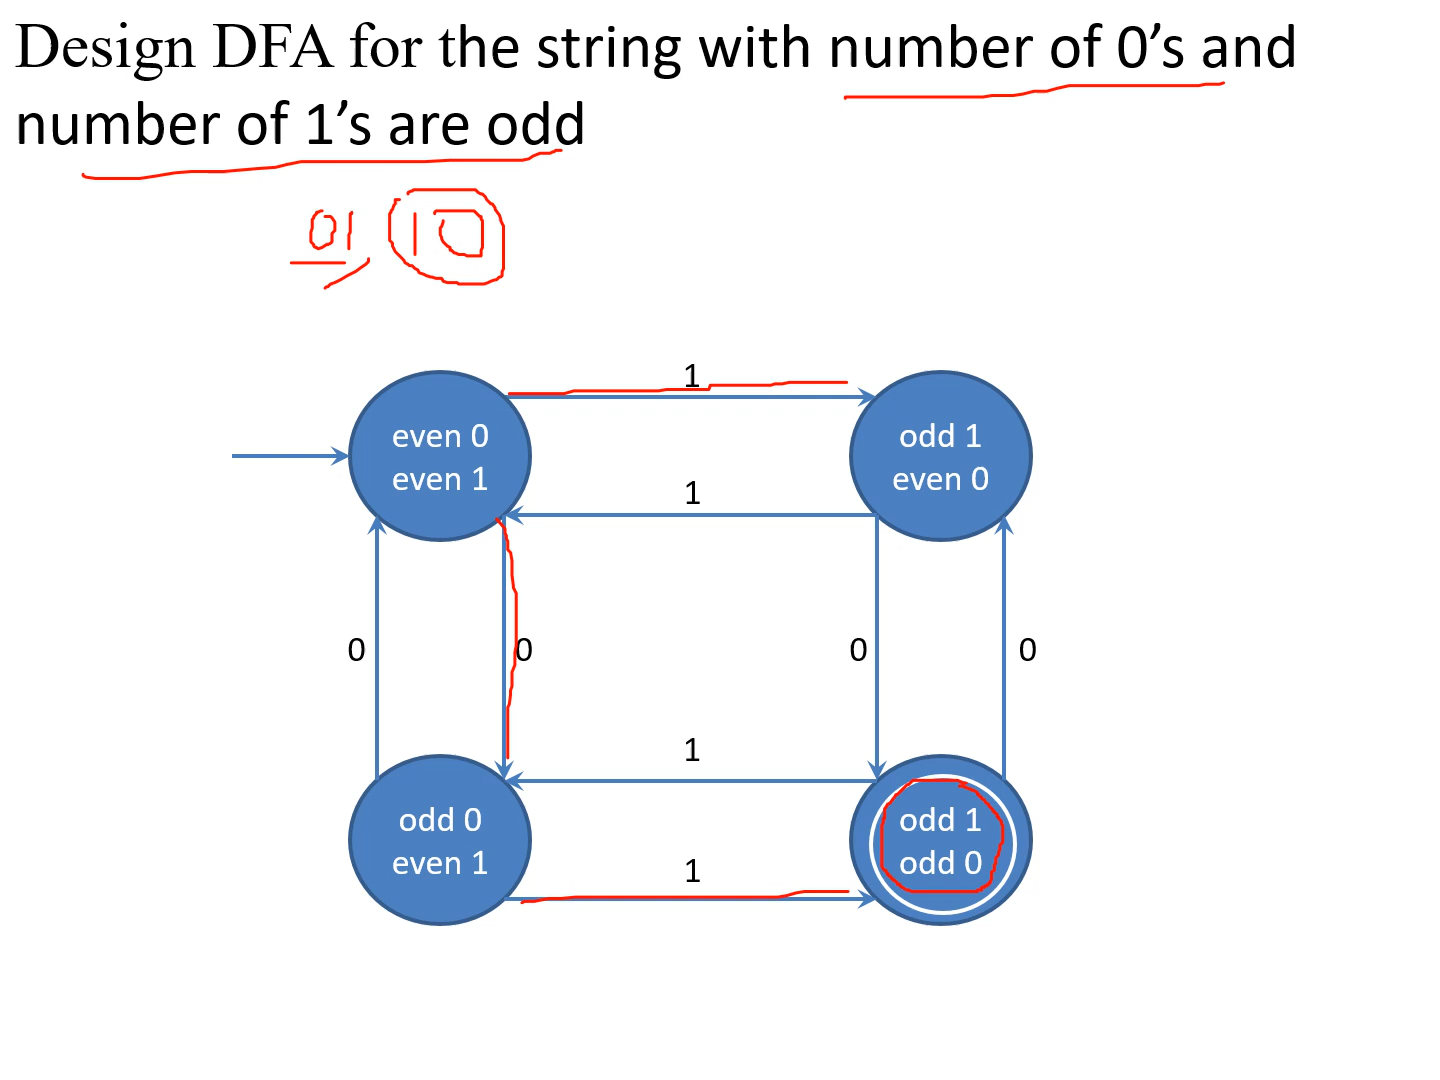 Design DFA for the string with number of 0’s and
number of 1’s are odd
01, 10
1
even 0
even 1
odd 1
even 0
1
0
0
0
0
1
odd 0
even 1
odd 1
odd 0
1